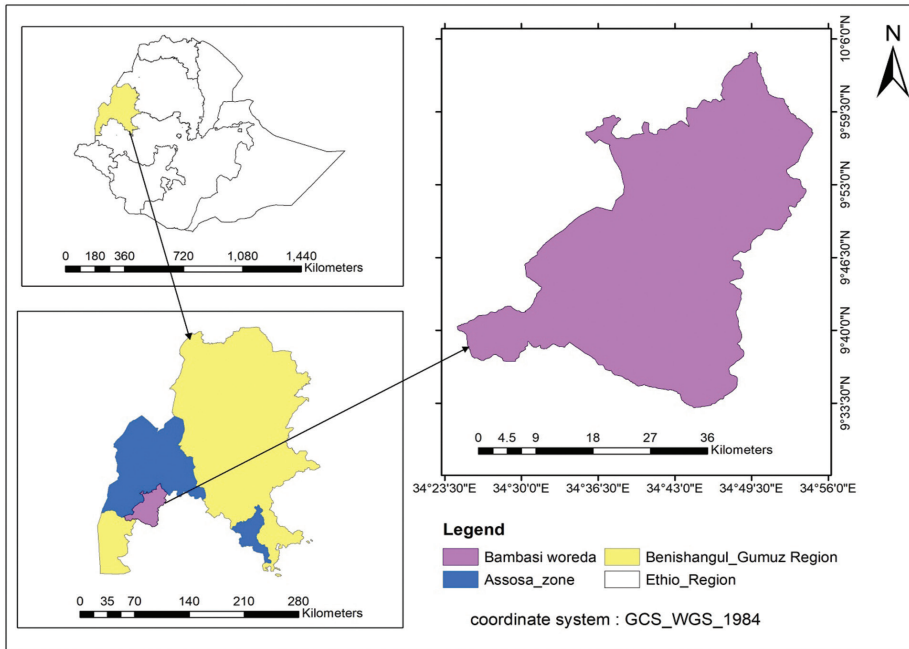 0 180 360 720 1,080 1,440
Kilometers
N
10°6'0"N
9°59'30"N
9°53'0"N
9°46'30"N
9°40'0"N
9°33'30"N
0 4.5 9 18 27 36
Kilometers
34°23'30"E 34°30'0"E 34°36'30"E 34°43'0"E 34°49'30"E 34°56'0"E
0 35 70 140 210 280
Kilometers
Legend
Bambasi woreda Benishangul_Gumuz Region
Assosa_zone Ethio_Region
coordinate system : GCS_WGS_1984